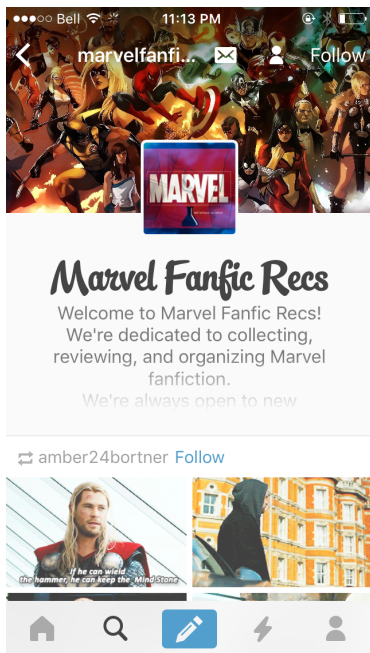 Bell 11:13 PM
marvelfanfi... Follow
MARVEL
Marvel Fanfic Recs
Welcome to Marvel Fanfic Recs!
We're dedicated to collecting,
reviewing, and organizing Marvel
fanfiction.
We're always open to new
amber24bortner Follow
If he can wield
the hammer, he can keep the Mind Stone